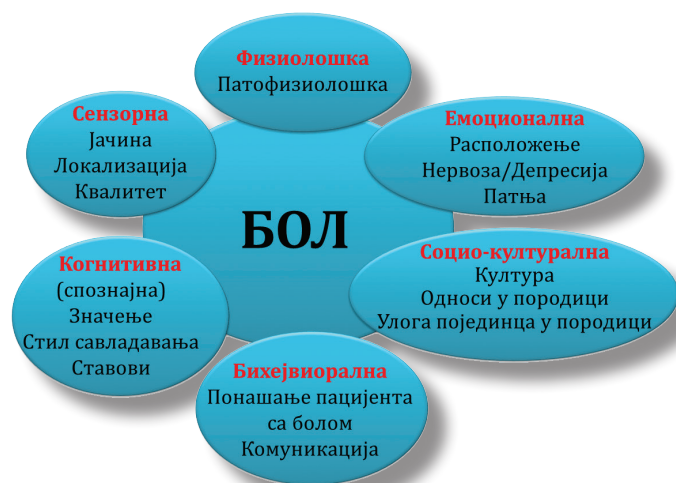 Физиолошка
Патофизиолошка
Сензорна
Јачина
Локализација
Квалитет
Емоционална
Расположење
Нервоза/Депресија
Патња
БОЛ
Когнитивна
(спознајна)
Значење
Стил савладавања
Ставови
Социо-културална
Култура
Односи у породици
Улога појединца у породици
Бихејвиорална
Понашање пацијента
са болом
Комуникација